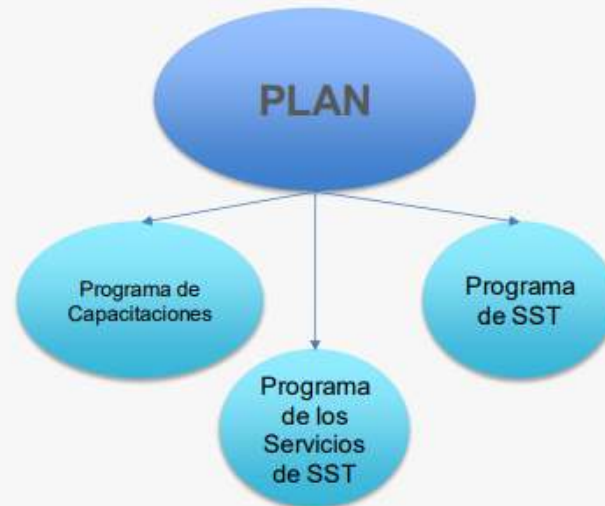 PLAN
Programa de
Capacitaciones
Programa
de los
Servicios
de SST
Programa
de SST